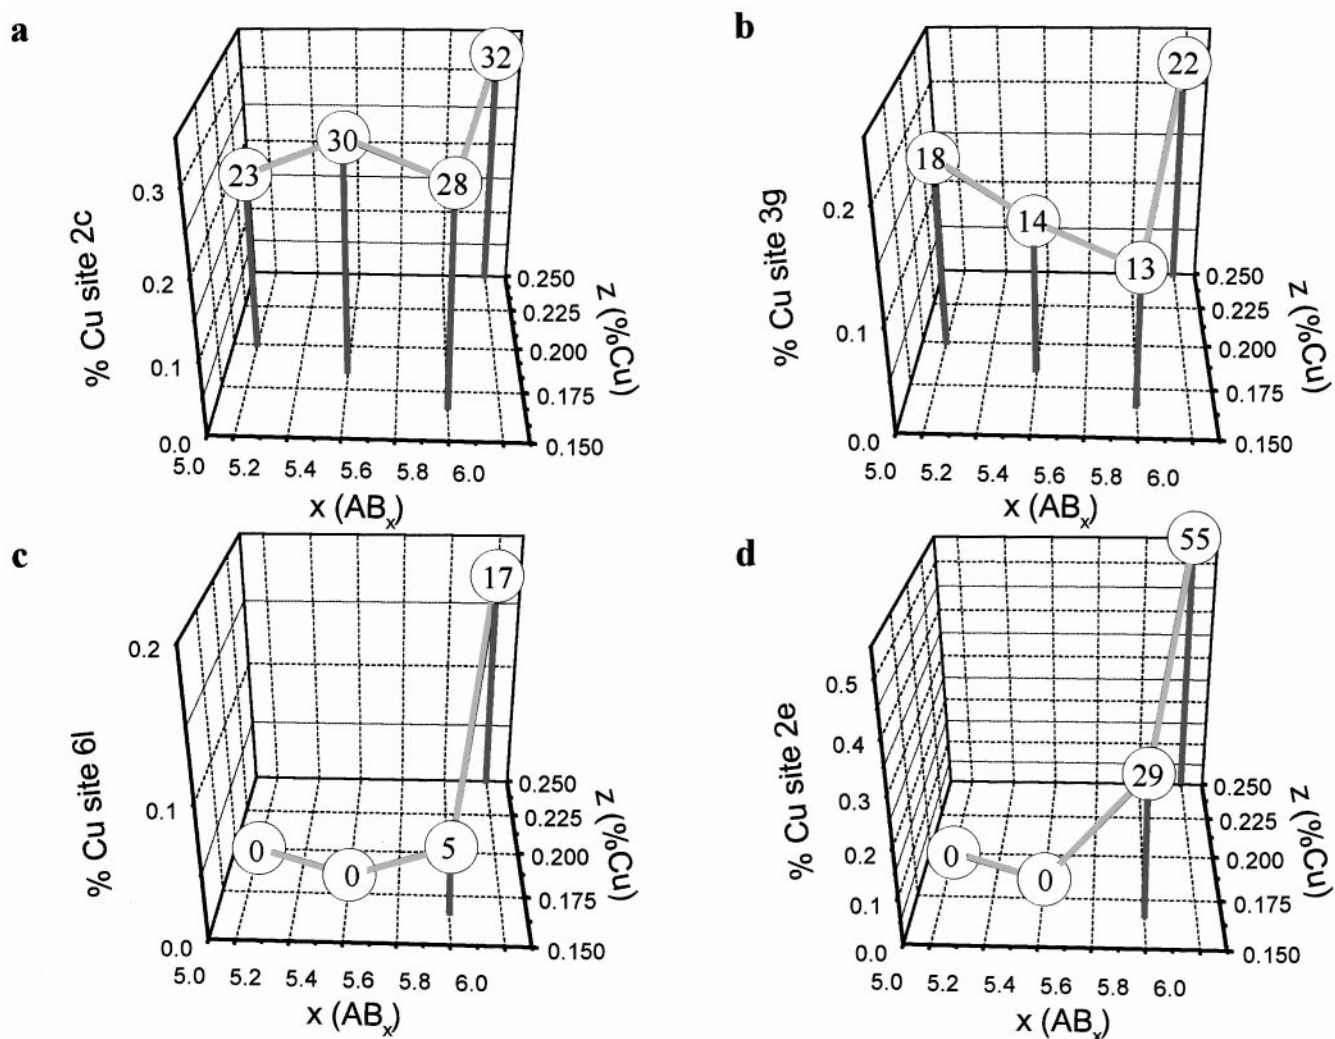 a
32
30
23
28
0.3
0.2
0.1
0.0
% Cu site 2c
0.250
0.225
0.200
0.175
0.150
z (%Cu)
5.0 5.2 5.4 5.6 5.8 6.0
x (ABx)
b
22
18
14
13
0.2
0.1
0.0
% Cu site 3g
0.250
0.225
0.200
0.175
0.150
z (%Cu)
5.0 5.2 5.4 5.6 5.8 6.0
x (ABx)
c
17
0
0
5
0.2
0.1
0.0
% Cu site 6l
0.250
0.225
0.200
0.175
0.150
z (%Cu)
5.0 5.2 5.4 5.6 5.8 6.0
x (ABx)
d
55
29
0
0
0.5
0.4
0.3
0.2
0.1
0.0
% Cu site 2e
0.250
0.225
0.200
0.175
0.150
z (%Cu)
5.0 5.2 5.4 5.6 5.8 6.0
x (ABx)